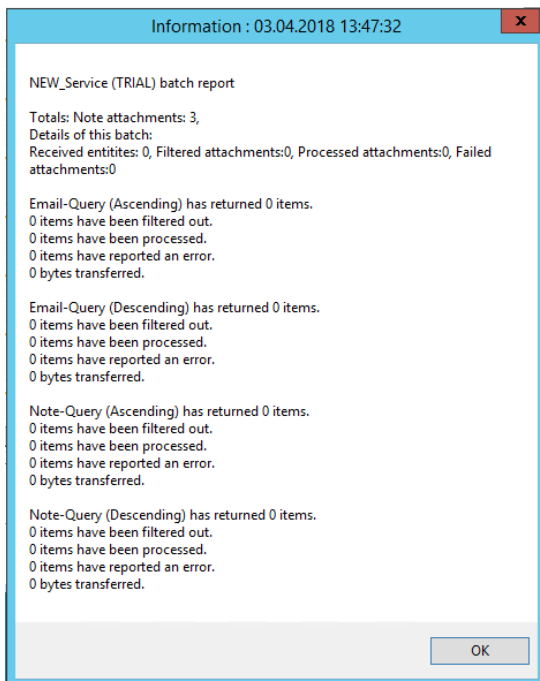 Information : 03.04.2018 13:47:32
x
NEW_Service (TRIAL) batch report
Totals: Note attachments: 3,
Details of this batch:
Received entitites: 0, Filtered attachments:0, Processed attachments:0, Failed
attachments:0
Email-Query (Ascending) has returned 0 items.
0 items have been filtered out.
0 items have been processed.
0 items have reported an error.
0 bytes transferred.
Email-Query (Descending) has returned 0 items.
0 items have been filtered out.
0 items have been processed.
0 items have reported an error.
0 bytes transferred.
Note-Query (Ascending) has returned 0 items.
0 items have been filtered out.
0 items have been processed.
0 items have reported an error.
0 bytes transferred.
Note-Query (Descending) has returned 0 items.
0 items have been filtered out.
0 items have been processed.
0 items have reported an error.
0 bytes transferred.
OK